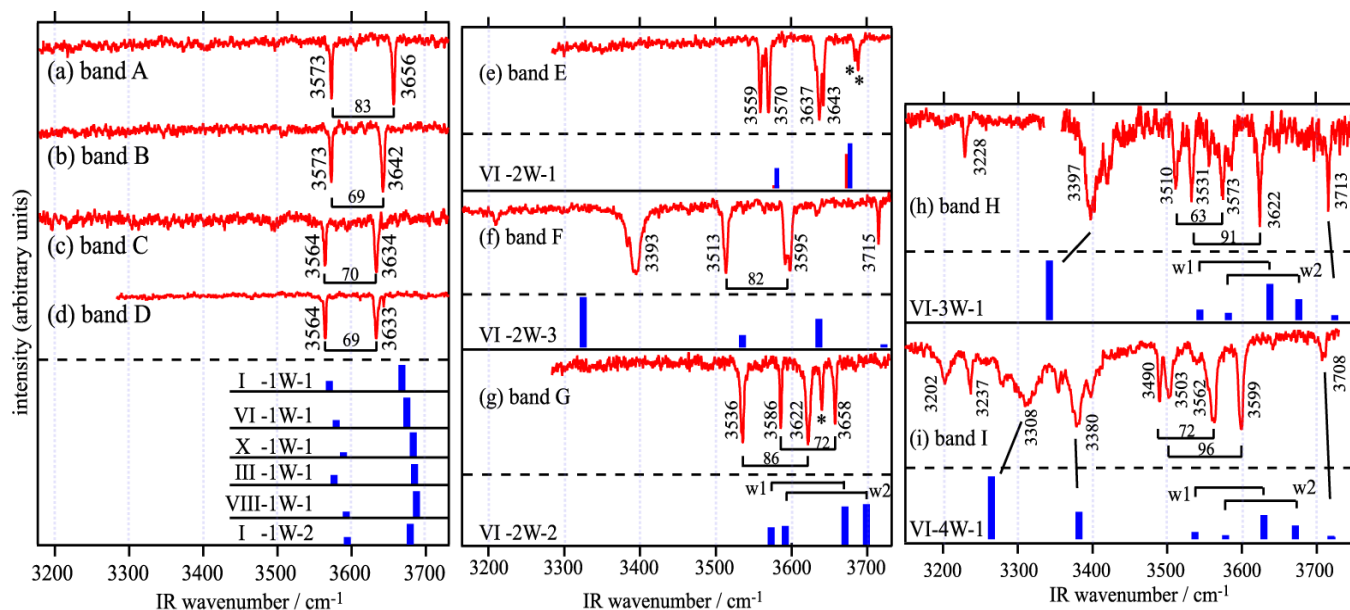 intensity (arbitrary units)
(a) band A
3573
3656
83
(b) band B
3573
3642
69
(c) band C
3564
3634
70
(d) band D
3564
3633
69
I -1W-1
VI -1W-1
X -1W-1
III -1W-1
VIII-1W-1
I -1W-2
3200 3300 3400 3500 3600 3700
IR wavenumber / cm-1
(e) band E
3559
3570
3637
3643
*
*
VI -2W-1
(f) band F
3393
3513
3595
3715
82
VI -2W-3
(g) band G
3536
3586
3622
*
3658
72
86
w1
w2
VI -2W-2
3300 3400 3500 3600 3700
IR wavenumber / cm-1
3228
3397
3510
3531
3573
3622
3713
(h) band H
63
91
w1
w2
VI-3W-1
3202
3237
3308
3380
3490
3503
3562
3599
3708
(i) band I
72
96
w1
w2
VI-4W-1
3200 3300 3400 3500 3600 3700
IR wavenumber / cm-1